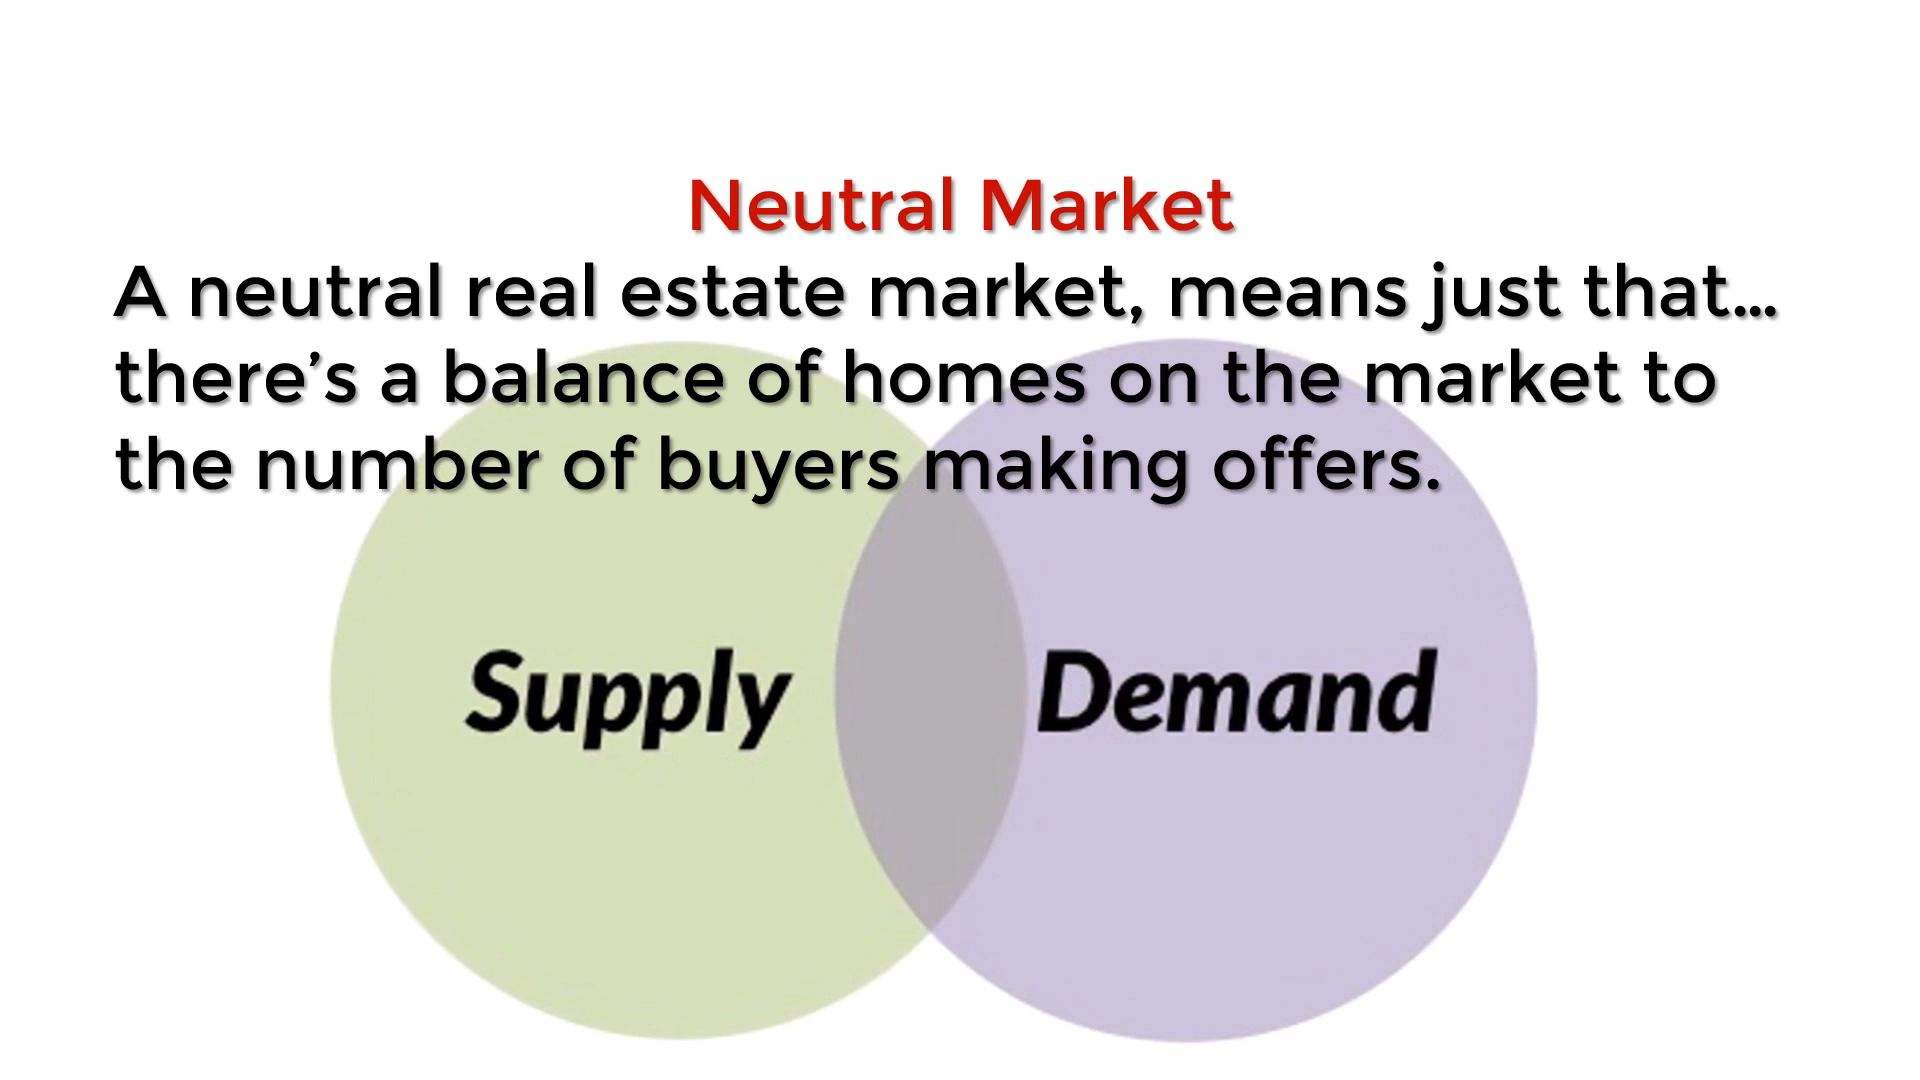 Neutral Market
A neutral real estate market, means just that...
there’s a balance of homes on the market to
the number of buyers making offers.
Supply
Demand